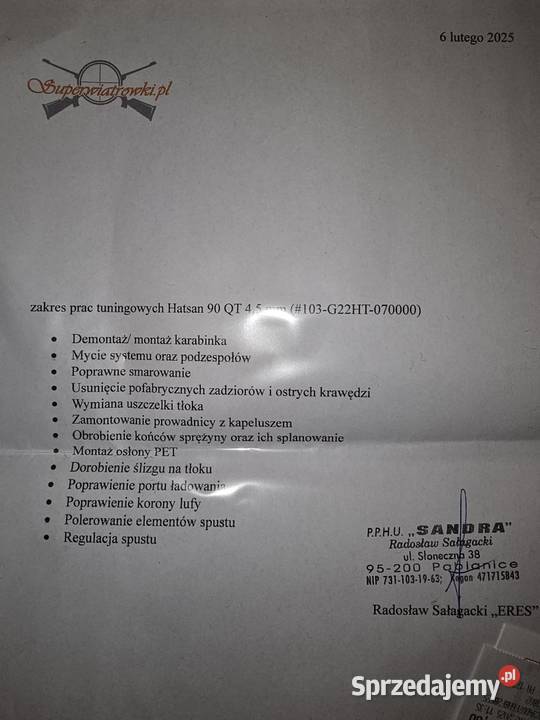 6 lutego 2025
Superwiatrowki.pl
zakres prac tuningowych Hatsan 90 QT 4,5 mm (#103-G22HT-070000)
• Demontaż/ montaż karabinka
• Mycie systemu oraz podzespołów
• Poprawne smarowanie
• Usunięcie pofabrycznych zadziorów i ostrych krawędzi
• Wymiana uszczelki tłoka
• Zamontowanie prowadnicy z kapeluszem
• Obrobienie końców sprężyny oraz ich splanowanie
• Montaż osłony PET
• Dorobienie ślizgu na tłoku
• Poprawienie portu ładowania
• Poprawienie korony lufy
• Polerowanie elementów spustu
• Regulacja spustu
P.P.H.U. „SANDRA”
Radosław Sałagacki
ul. Słoneczna 38
95-200 Pabianice
NIP 731-103-19-63; Regon 471715843
Radosław Sałagacki „ERES”
Sprzedajemy.pl